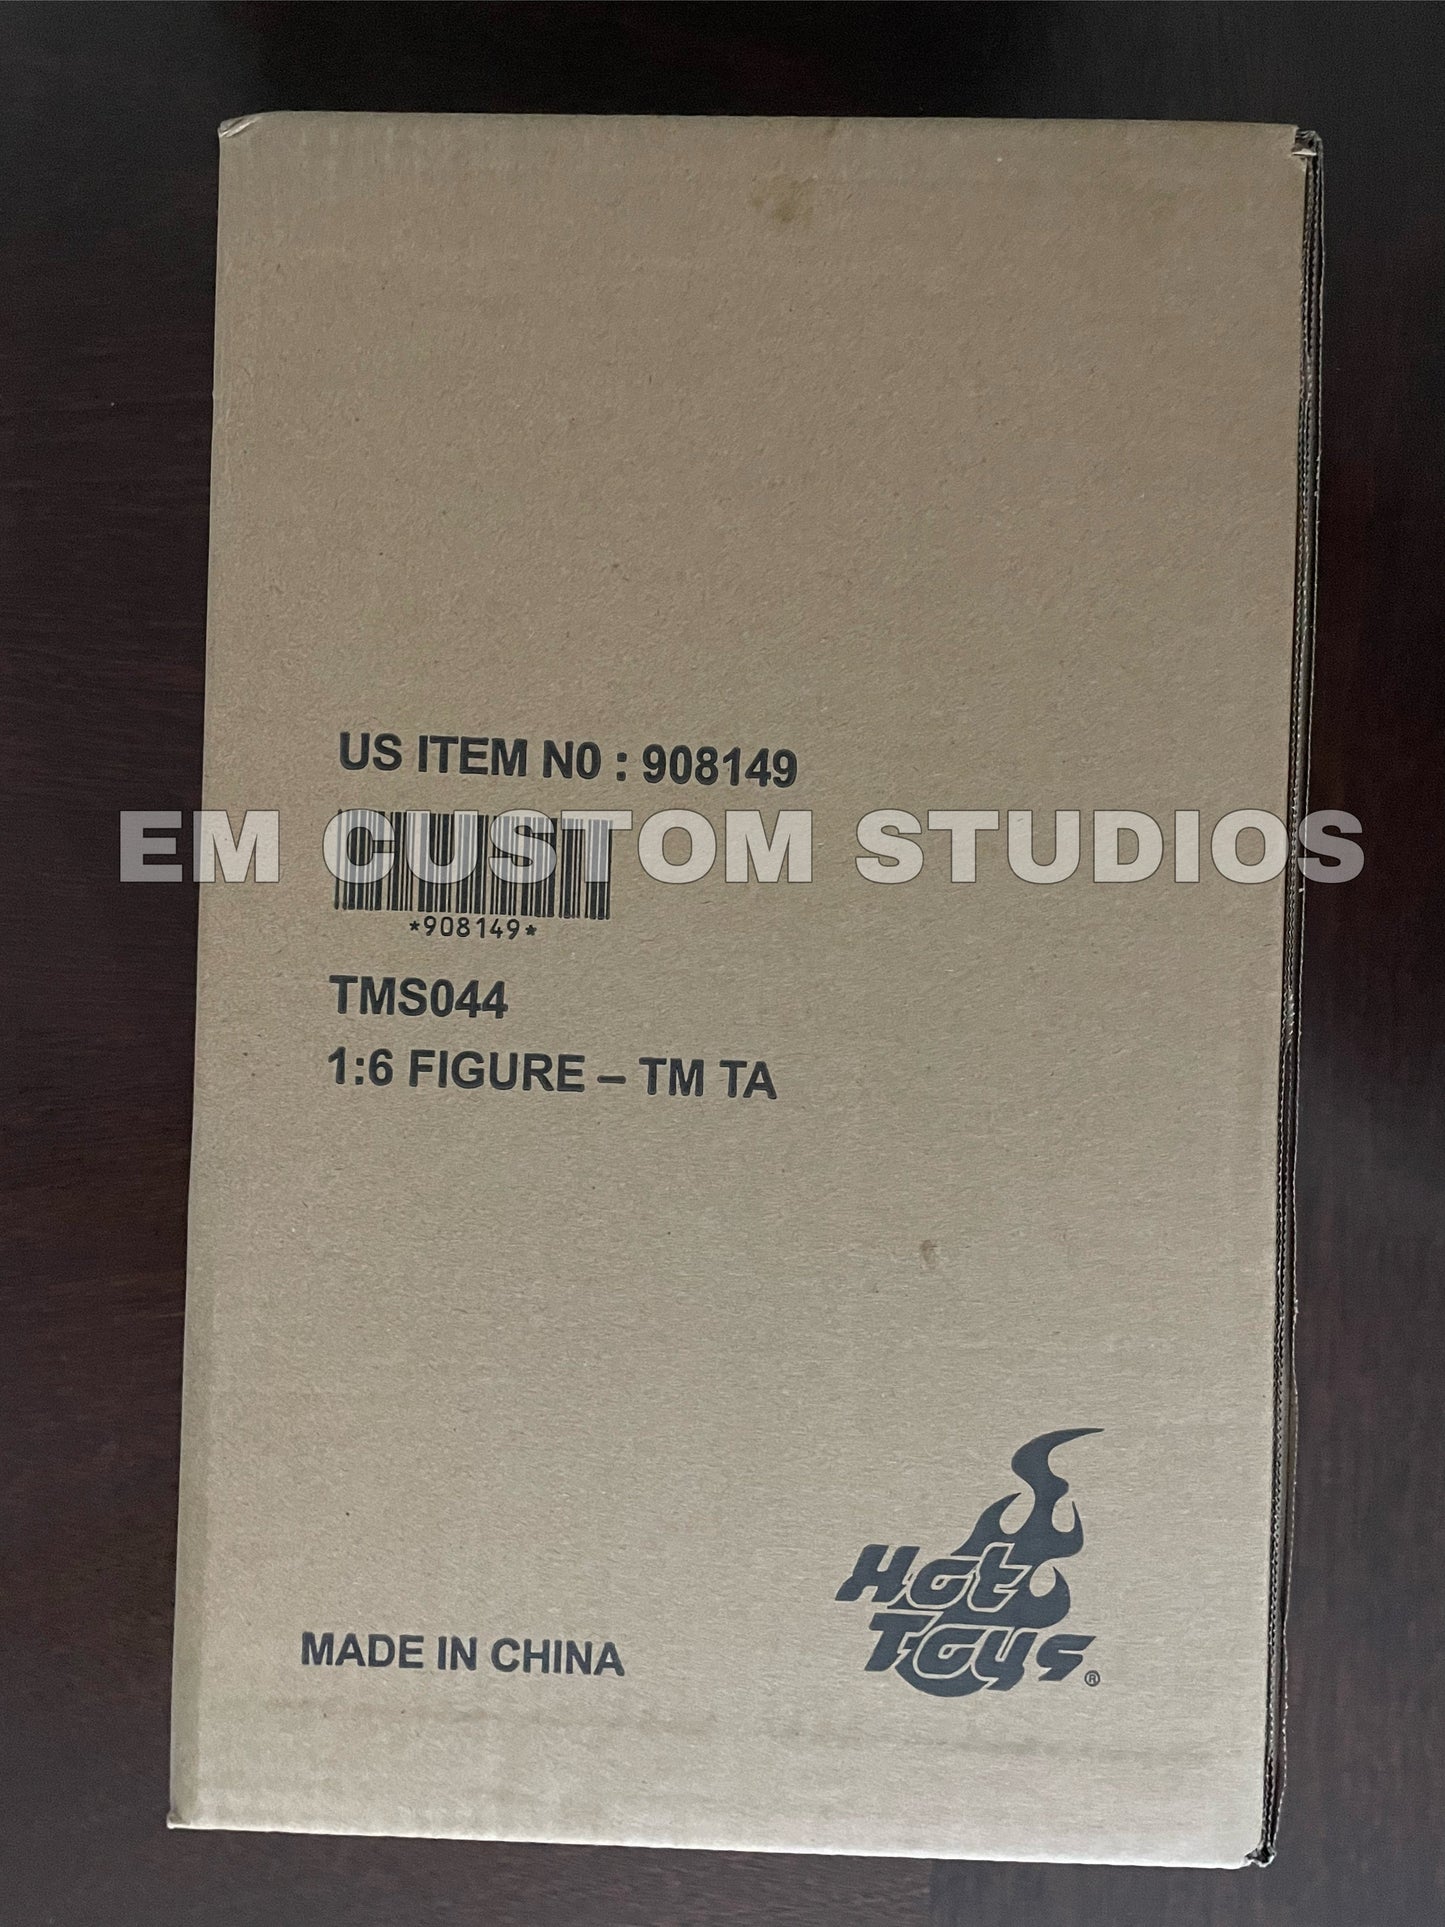 US ITEM N0 : 908149
EM CUSTOM STUDIOS
*908149*
TMS044
1:6 FIGURE – TM TA
Hot
Toys®
MADE IN CHINA